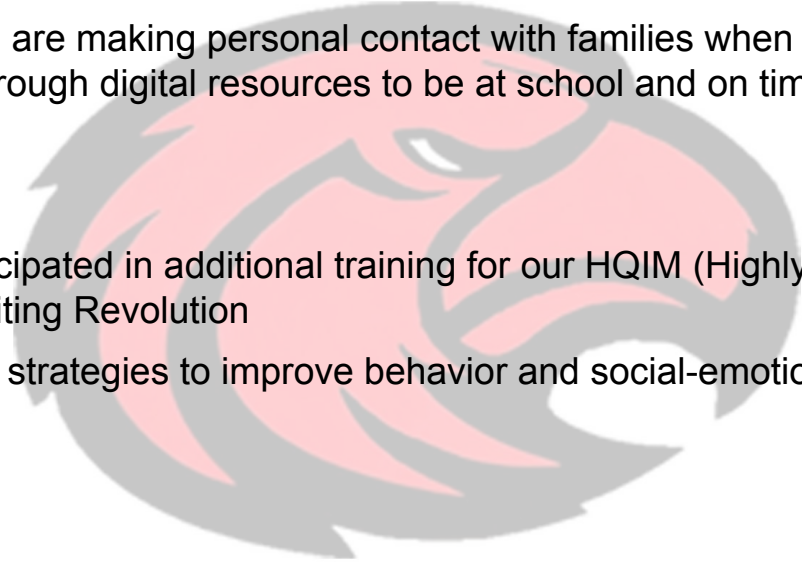 are making personal contact with families when
rough digital resources to be at school and on tim
cipated in additional training for our HQIM (Highly
iting Revolution
strategies to improve behavior and social-emotio